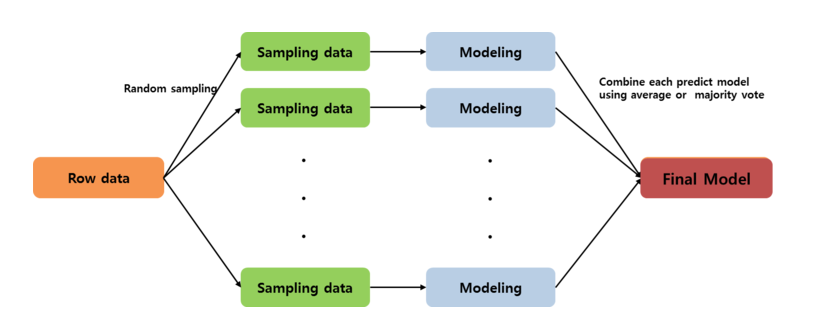 Sampling data
Modeling
Random sampling
Combine each predict model
using average or majority vote
Sampling data
Modeling
Row data
Final Model
Sampling data
Modeling